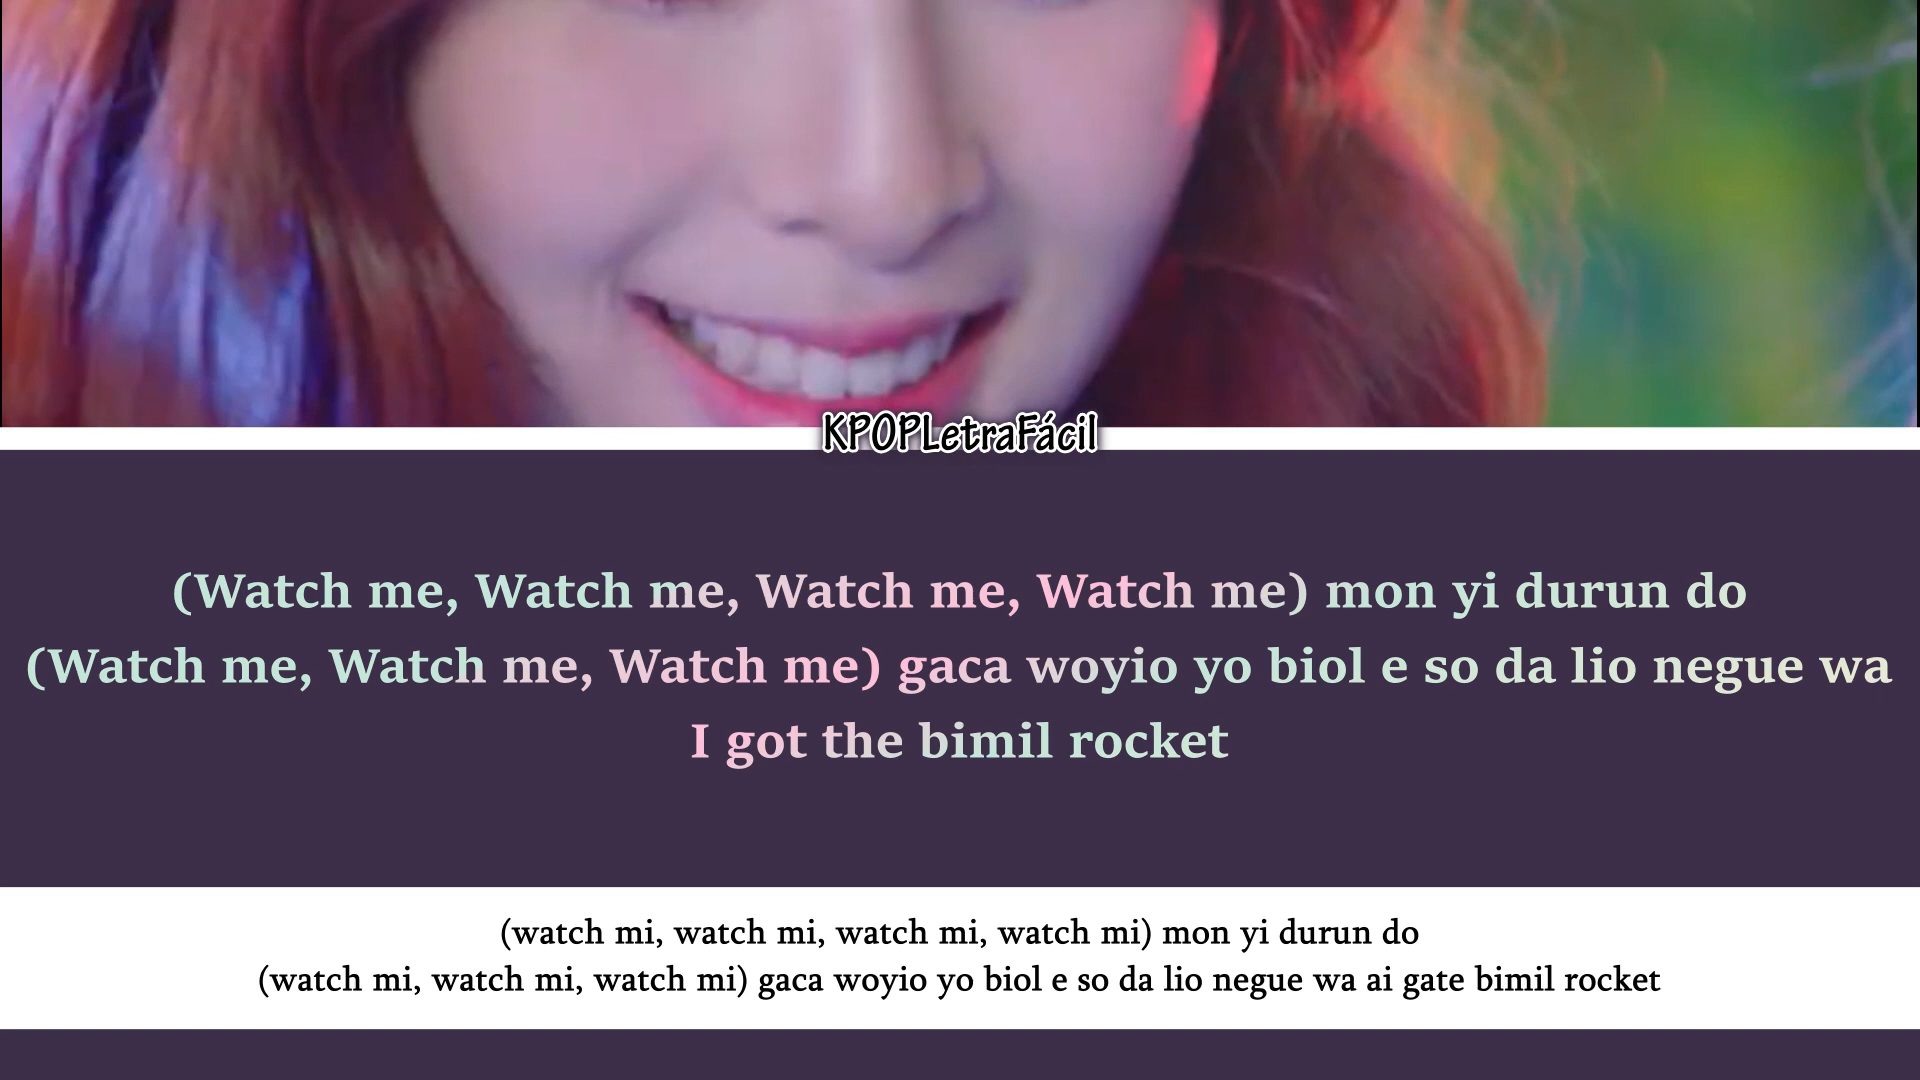 KPOPLetraFácil
(Watch me, Watch me, Watch me, Watch me) mon yi durun do
(Watch me, Watch me, Watch me) gaca woyio yo biol e so da lio negue wa
I got the bimil rocket
(watch mi, watch mi, watch mi, watch mi) mon yi durun do
(watch mi, watch mi, watch mi) gaca woyio yo biol e so da lio negue wa ai gate bimil rocket